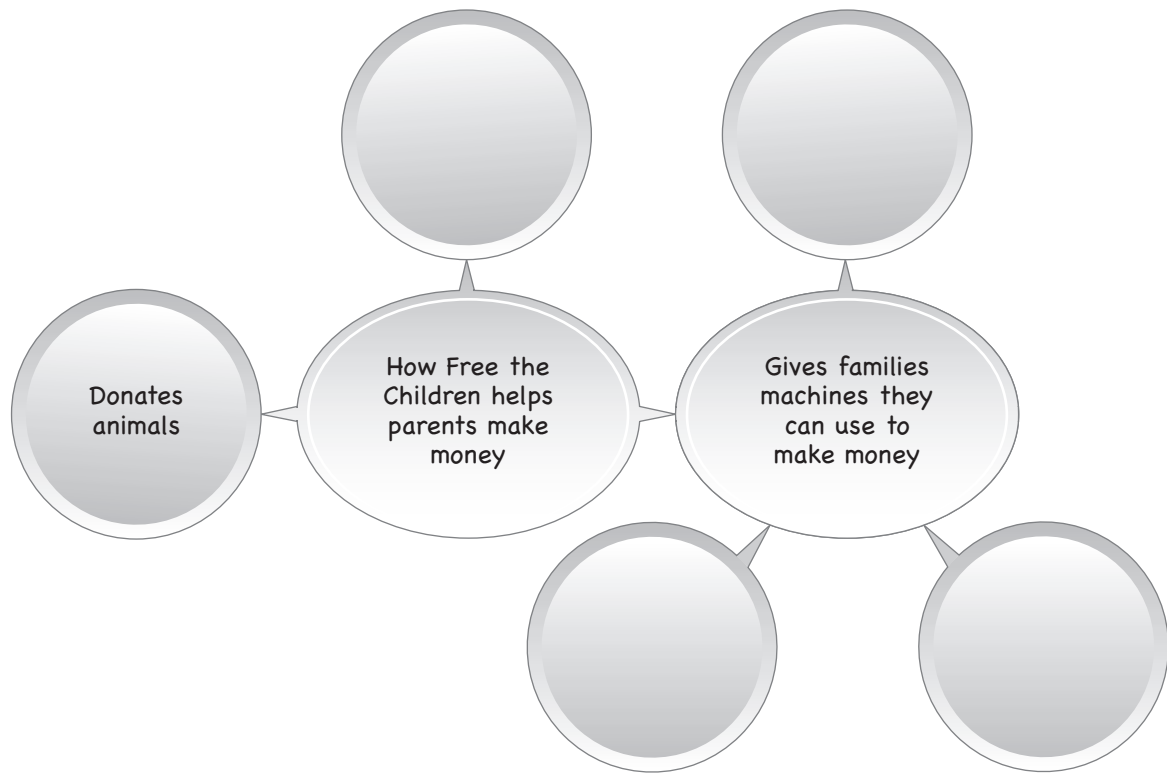 Donates
animals
How Free the
Children helps
parents make
money
Gives families
machines they
can use to
make money